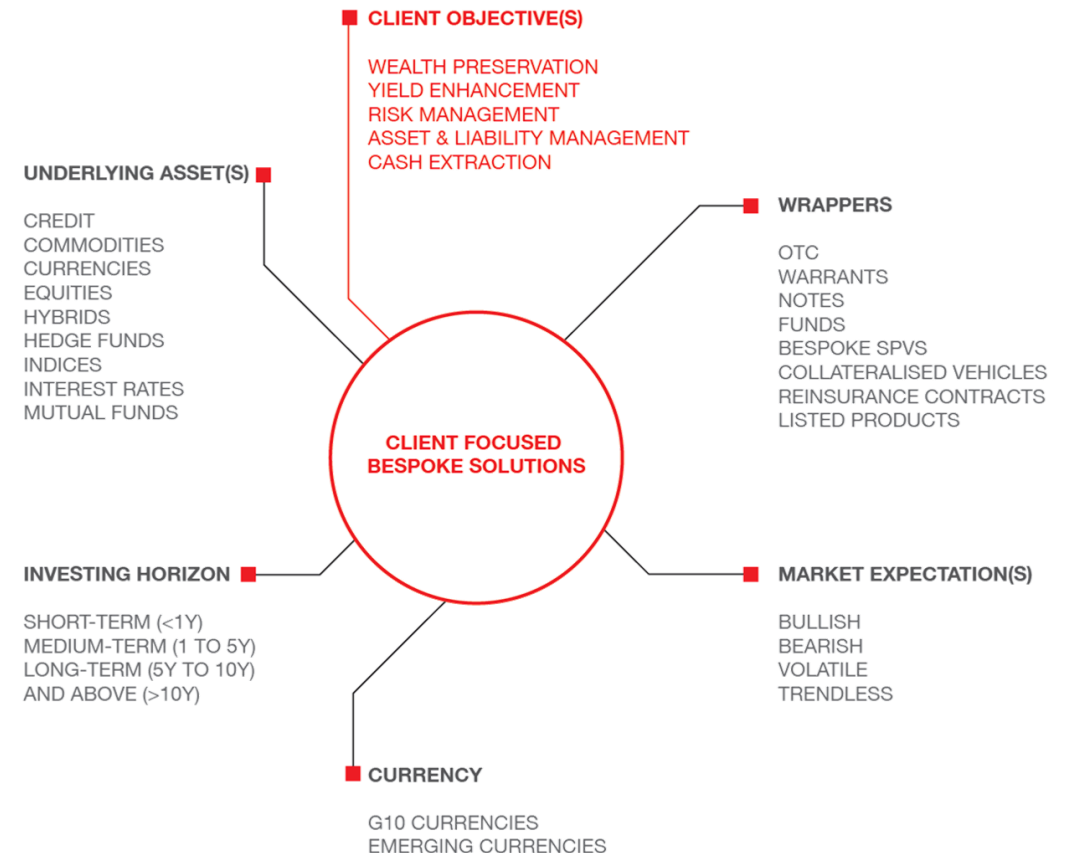 CLIENT OBJECTIVE(S)
WEALTH PRESERVATION
YIELD ENHANCEMENT
RISK MANAGEMENT
ASSET & LIABILITY MANAGEMENT
CASH EXTRACTION
UNDERLYING ASSET(S)
CREDIT
COMMODITIES
CURRENCIES
EQUITIES
HYBRIDS
HEDGE FUNDS
INDICES
INTEREST RATES
MUTUAL FUNDS
WRAPPERS
OTC
WARRANTS
NOTES
FUNDS
BESPOKE SPVS
COLLATERALISED VEHICLES
REINSURANCE CONTRACTS
LISTED PRODUCTS
CLIENT FOCUSED
BESPOKE SOLUTIONS
INVESTING HORIZON
SHORT-TERM (<1Y)
MEDIUM-TERM (1 TO 5Y)
LONG-TERM (5Y TO 10Y)
AND ABOVE (>10Y)
MARKET EXPECTATION(S)
BULLISH
BEARISH
VOLATILE
TRENDLESS
CURRENCY
G10 CURRENCIES
EMERGING CURRENCIES